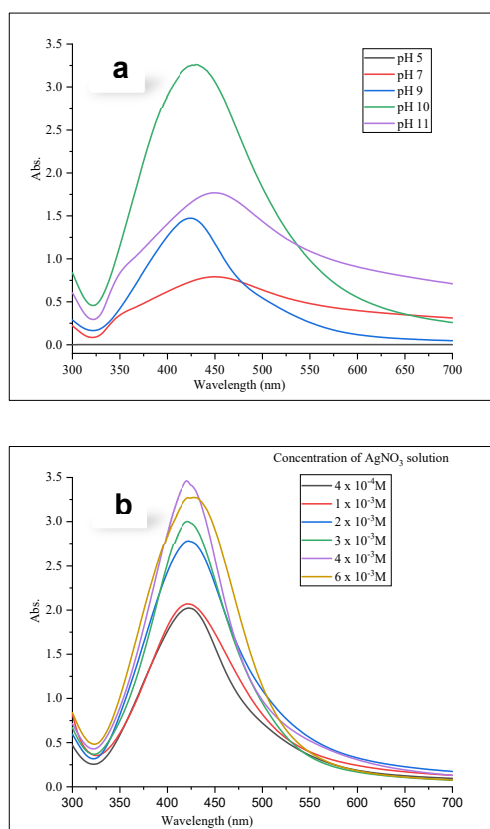 a
pH 5
pH 7
pH 9
pH 10
pH 11
Abs.
3.5
3.0
2.5
2.0
1.5
1.0
0.5
0.0
300 350 400 450 500 550 600 650 700
Wavelength (nm)
Concentration of AgNO₃ solution
b
4 x 10⁻⁴M
1 x 10⁻³M
2 x 10⁻³M
3 x 10⁻³M
4 x 10⁻³M
6 x 10⁻³M
Abs.
3.5
3.0
2.5
2.0
1.5
1.0
0.5
0.0
300 350 400 450 500 550 600 650 700
Wavelength (nm)